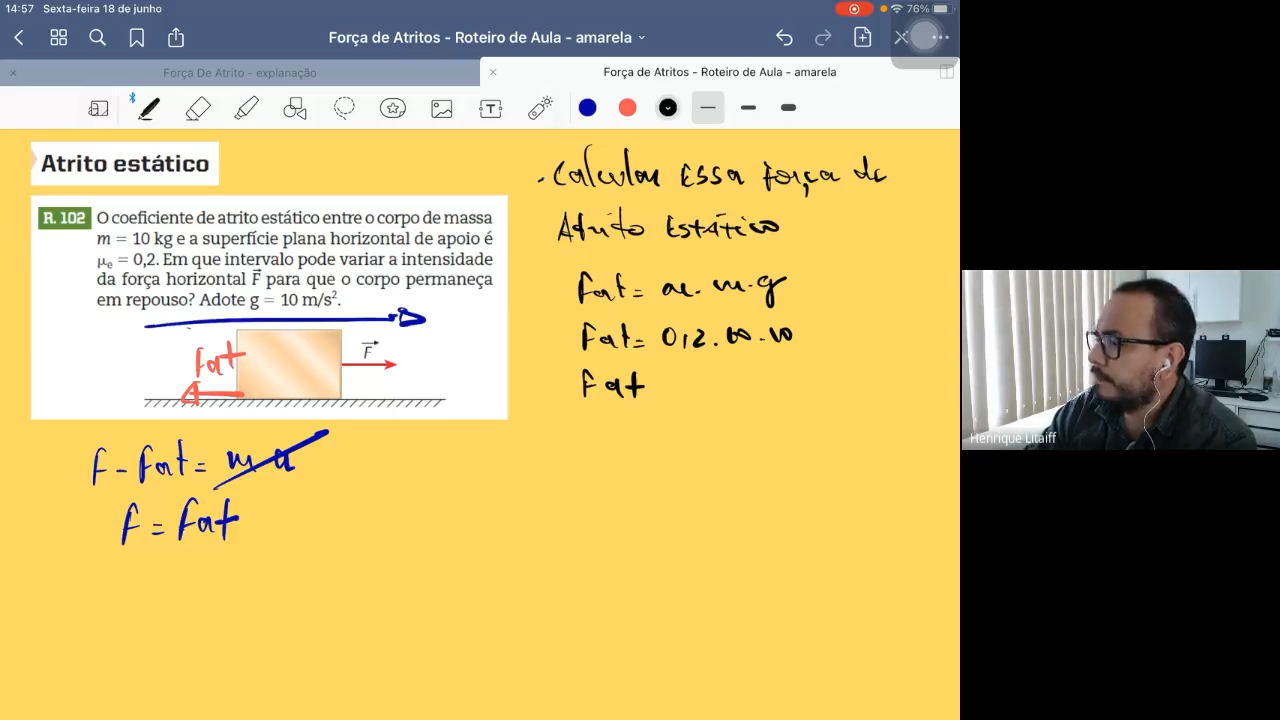 14:57 Sexta-feira 18 de junho
76%
Força de Atritos - Roteiro de Aula - amarela
Força De Atrito - explanação
Força de Atritos - Roteiro de Aula - amarela
Atrito estático
R. 102 O coeficiente de atrito estático entre o corpo de massa
m = 10 kg e a superfície plana horizontal de apoio é
μe = 0,2. Em que intervalo pode variar a intensidade
da força horizontal F⃗ para que o corpo permaneça
em repouso? Adote g = 10 m/s².
Fat
F⃗
F - Fat = m a
F = Fat
. Calcular Essa força de
Atrito Estático
Fat = μ. m. g
Fat = 0,2. 10. 10
Fat
Henrique Litaiff